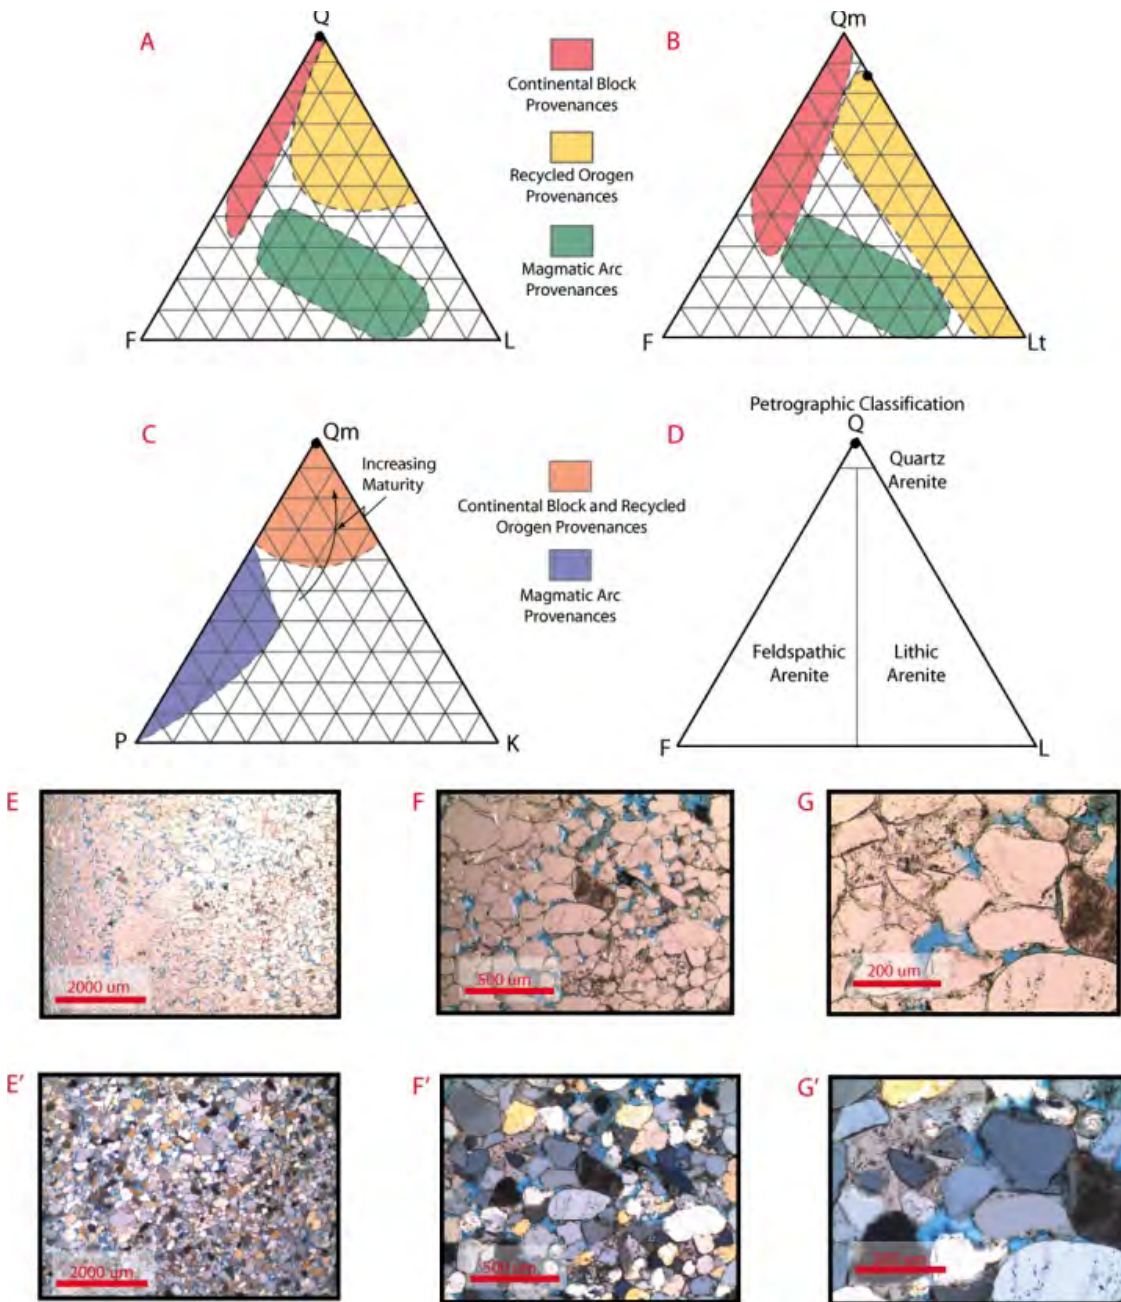 A
Q
F
L
Continental Block
Provenances
Recycled Orogen
Provenances
Magmatic Arc
Provenances
B
Qm
F
Lt
C
Qm
Increasing
Maturity
P
K
Continental Block and Recycled
Orogen Provenances
Magmatic Arc
Provenances
D
Petrographic Classification
Q
Quartz
Arenite
Feldspathic
Arenite
Lithic
Arenite
F
L
E
2000 um
F
500 um
G
200 um
E'
2000 um
F'
500 um
G'
200 um